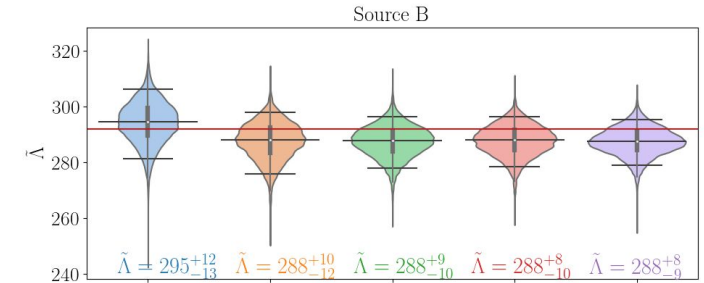 Source B
320
300
280
260
240
Λ̃
Λ̃ = 295⁺¹²₋₁₃ Λ̃ = 288⁺¹⁰₋₁₂ Λ̃ = 288⁺⁹₋₁₀ Λ̃ = 288⁺⁸₋₁₀ Λ̃ = 288⁺⁸₋₉